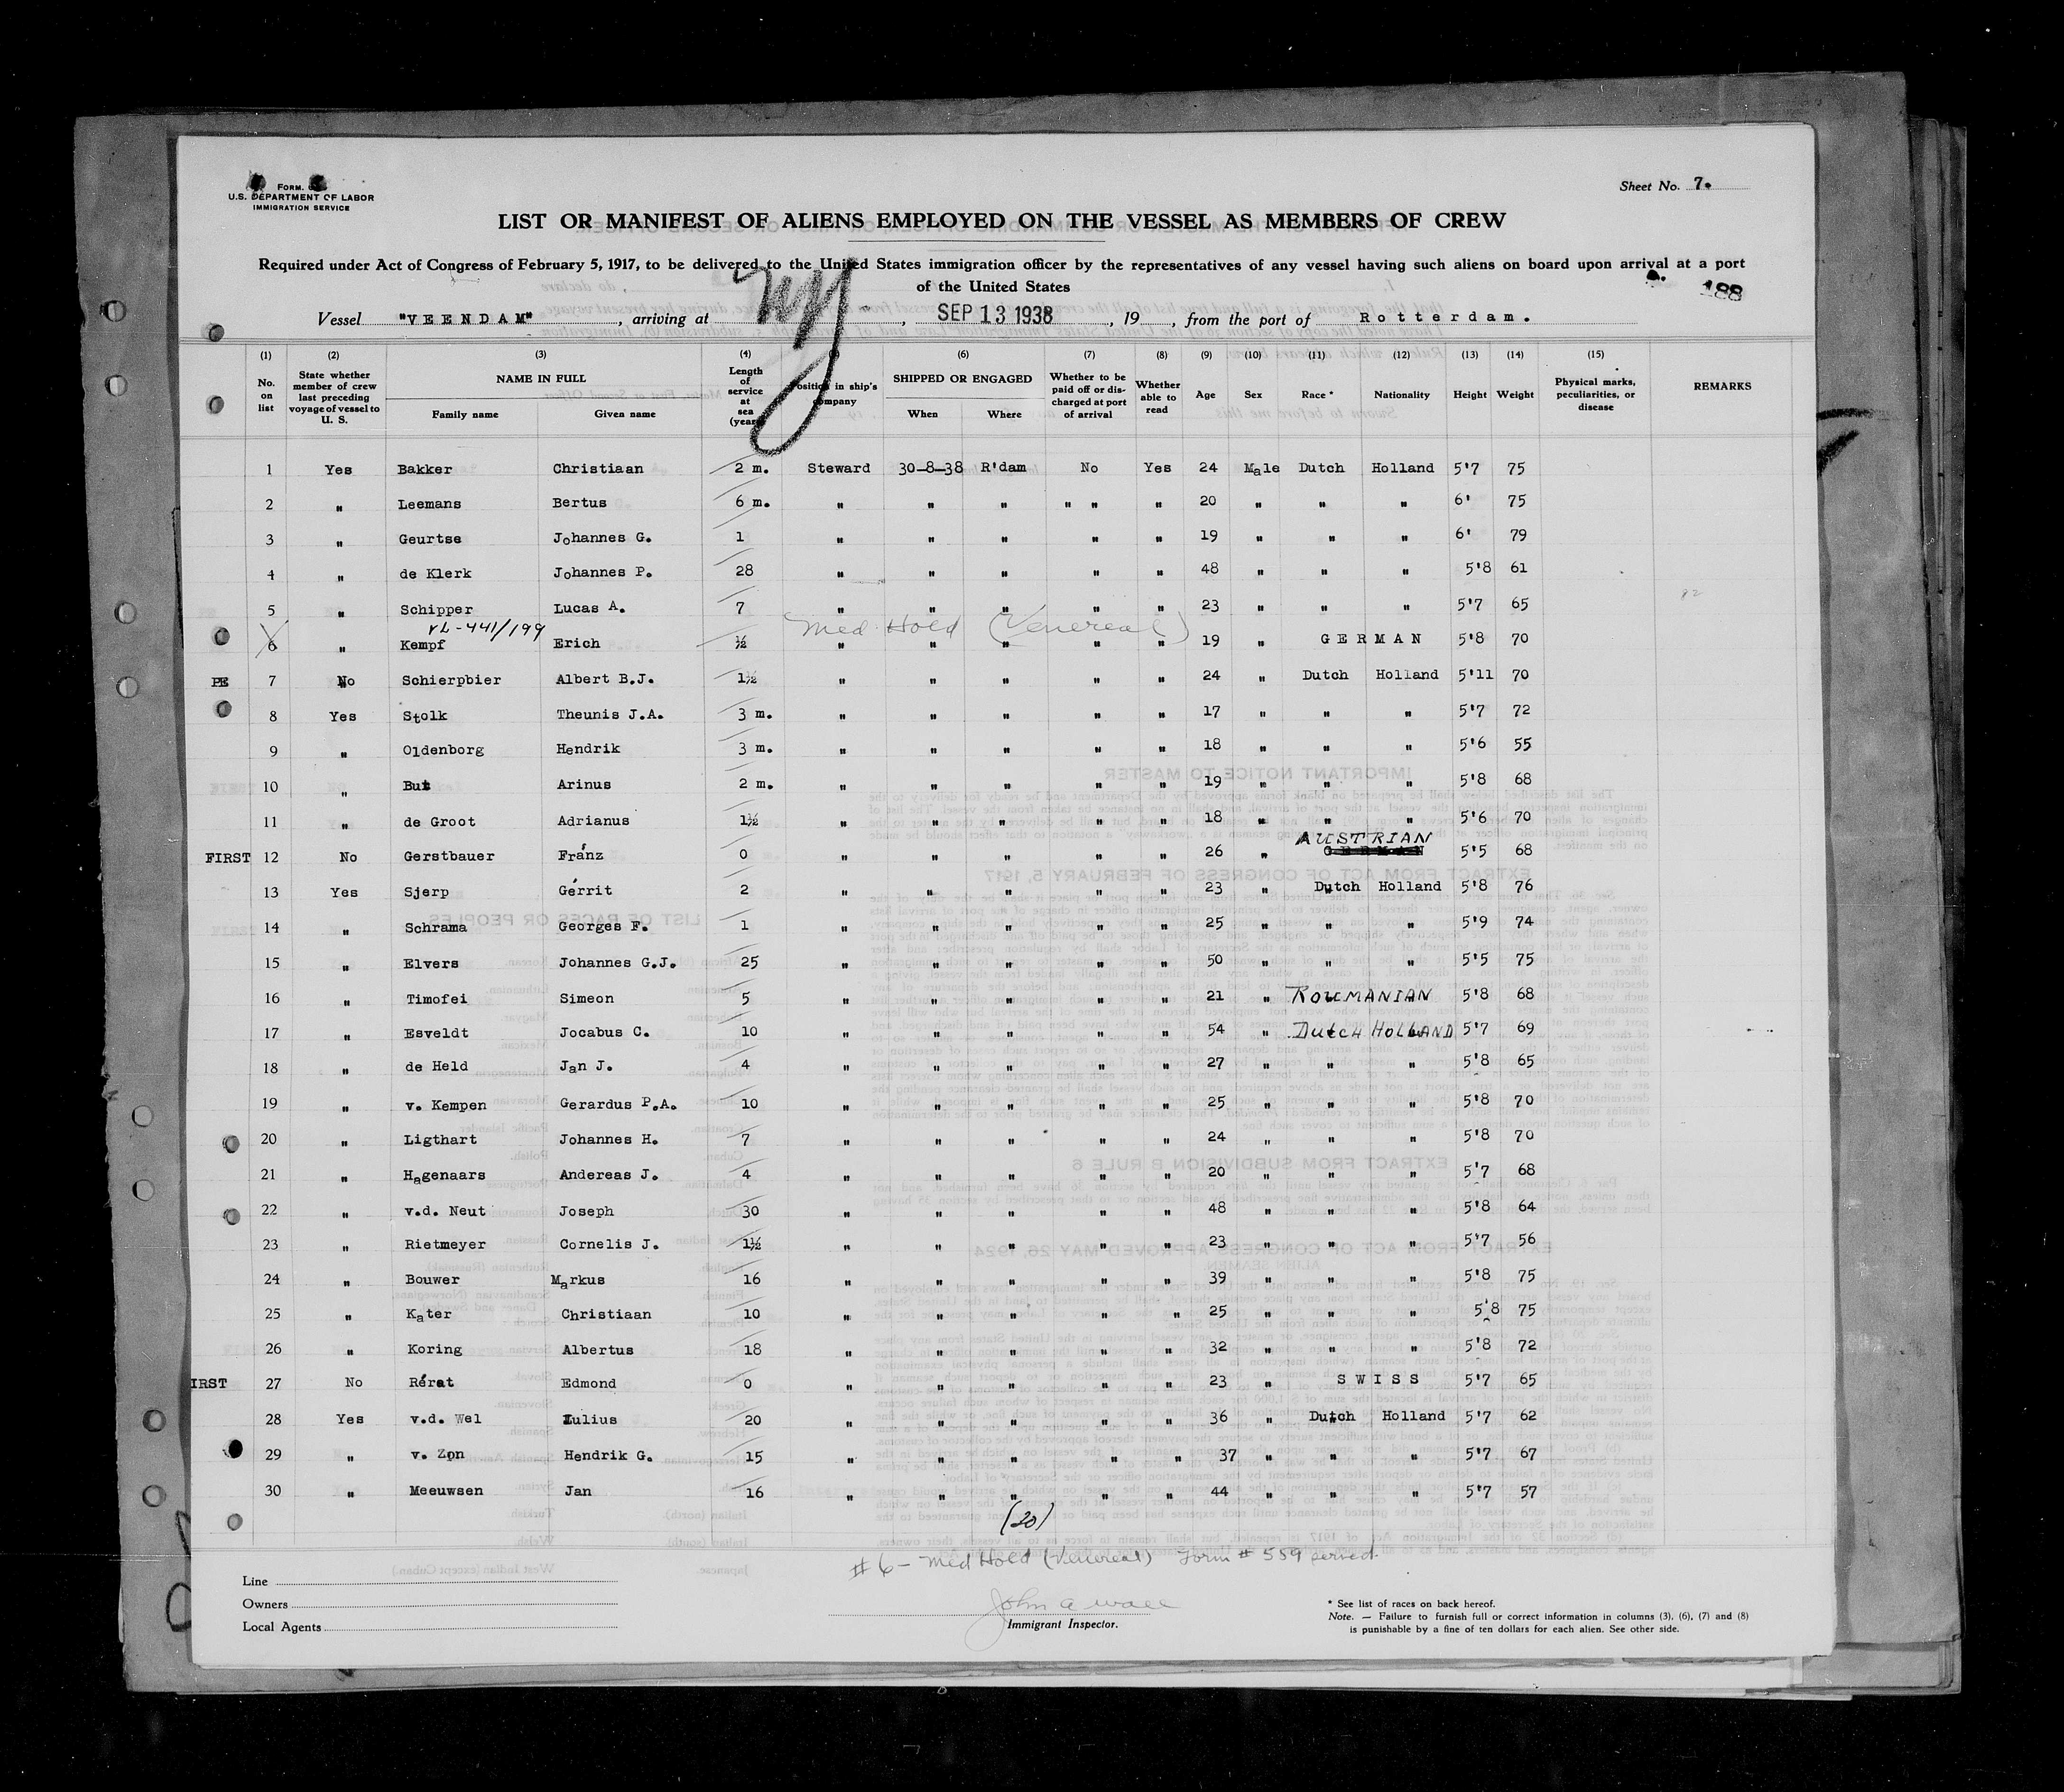 FORM.
U.S. DEPARTMENT OF LABOR
IMMIGRATION SERVICE
Sheet No. 7.
LIST OR MANIFEST OF ALIENS EMPLOYED ON THE VESSEL AS MEMBERS OF CREW
Required under Act of Congress of February 5, 1917, to be delivered to the United States immigration officer by the representatives of any vessel having such aliens on board upon arrival at a port
of the United States
188
Vessel "VEENDAM", arriving at NY, SEP 13 1938, 19, from the port of Rotterdam.
(1) (2) (3) (4) (5) (6) (7) (8) (9) (10) (11) (12) (13) (14) (15)
No. on list | State whether member of crew last preceding voyage of vessel to U. S. | NAME IN FULL Family name Given name | Length of service at sea (years) | Position in ship's company | SHIPPED OR ENGAGED When Where | Whether to be paid off or discharged at port of arrival | Whether able to read | Age | Sex | Race * | Nationality | Height | Weight | Physical marks, peculiarities, or disease | REMARKS
1 Yes Bakker Christiaan 2 m. Steward 30-8-38 R'dam No Yes 24 Male Dutch Holland 5'7 75
2 " Leemans Bertus 6 m. " " " " " " 20 " " " 6' 75
3 " Geurtse Johannes G. 1 " " " " " 19 " " " 6' 79
4 " de Klerk Johannes P. 28 " " " " " 48 " " " 5'8 61
5 " Schipper Lucas A. 7 " " " " " 23 " " " 5'7 65
Med Hold (Venereal)
6 " Kempf Erich ½ " " " " " 19 " GERMAN 5'8 70
PE 7 No Schierpbier Albert B.J. 1½ " " " " " 24 " Dutch Holland 5'11 70
8 Yes Stolk Theunis J.A. 3 m. " " " " " 17 " " " 5'7 72
9 " Oldenborg Hendrik 3 m. " " " " " 18 " " " 5'6 55
10 " But Arinus 2 m. " " " " " 19 " " " 5'8 68
11 " de Groot Adrianus 1½ " " " " " 18 " " " 5'6 70
FIRST 12 No Gerstbauer Franz 0 " " " " " 26 " AUSTRIAN 5'5 68
13 Yes Sjerp Gerrit 2 " " " " " 23 " Dutch Holland 5'8 76
14 " Schrama Georges F. 1 " " " " " 25 " " " 5'9 74
15 " Elvers Johannes G.J. 25 " " " " " 50 " " " 5'5 75
16 " Timofei Simeon 5 " " " " " 21 " ROUMANIAN 5'8 68
17 " Esveldt Jocabus C. 10 " " " " " 54 " Dutch HOLLAND 5'7 69
18 " de Held Jan J. 4 " " " " " 27 " " " 5'8 65
19 " v. Kempen Gerardus P.A. 10 " " " " " 25 " " " 5'8 70
20 " Ligthart Johannes H. 7 " " " " " 24 " " " 5'8 70
21 " Hagenaars Andereas J. 4 " " " " " 20 " " " 5'7 68
22 " v.d. Neut Joseph 30 " " " " " 48 " " " 5'8 64
23 " Rietmeyer Cornelis J. 1½ " " " " " 23 " " " 5'7 56
24 " Bouwer Markus 16 " " " " " 39 " " " 5'8 75
25 " Kater Christiaan 10 " " " " " 25 " " " 5'8 75
26 " Koring Albertus 18 " " " " " 32 " " " 5'8 72
IRST 27 No Rérat Edmond 0 " " " " " 23 " SWISS 5'7 65
28 Yes v.d. Wel Iulius 20 " " " " " 36 " Dutch Holland 5'7 62
29 " v. Zon Hendrik G. 15 " " " " " 37 " " " 5'7 67
30 " Meeuwsen Jan 16 " " " " " 44 " " " 5'7 57
(20)
#6 - Med Hold (Venereal) Form # 559 served.
Line
Owners
Local Agents
John A Wall
Immigrant Inspector.
* See list of races on back hereof.
Note. — Failure to furnish full or correct information in columns (3), (6), (7) and (8)
is punishable by a fine of ten dollars for each alien. See other side.